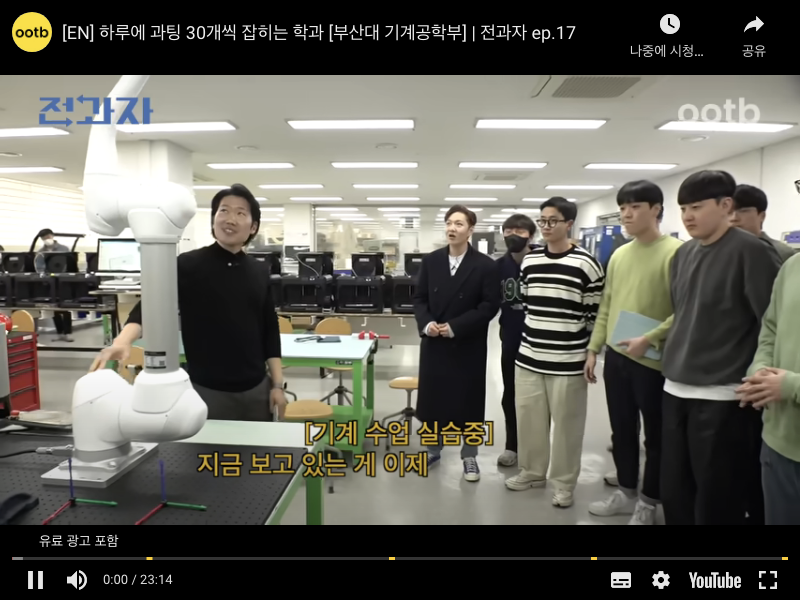 ootb
[EN] 하루에 과팅 30개씩 잡히는 학과 [부산대 기계공학부] | 전과자 ep.17
나중에 시청...
공유
전과자
ootb
[기계 수업 실습중]
지금 보고 있는 게 이제
유료 광고 포함
0:00 / 23:14
YouTube